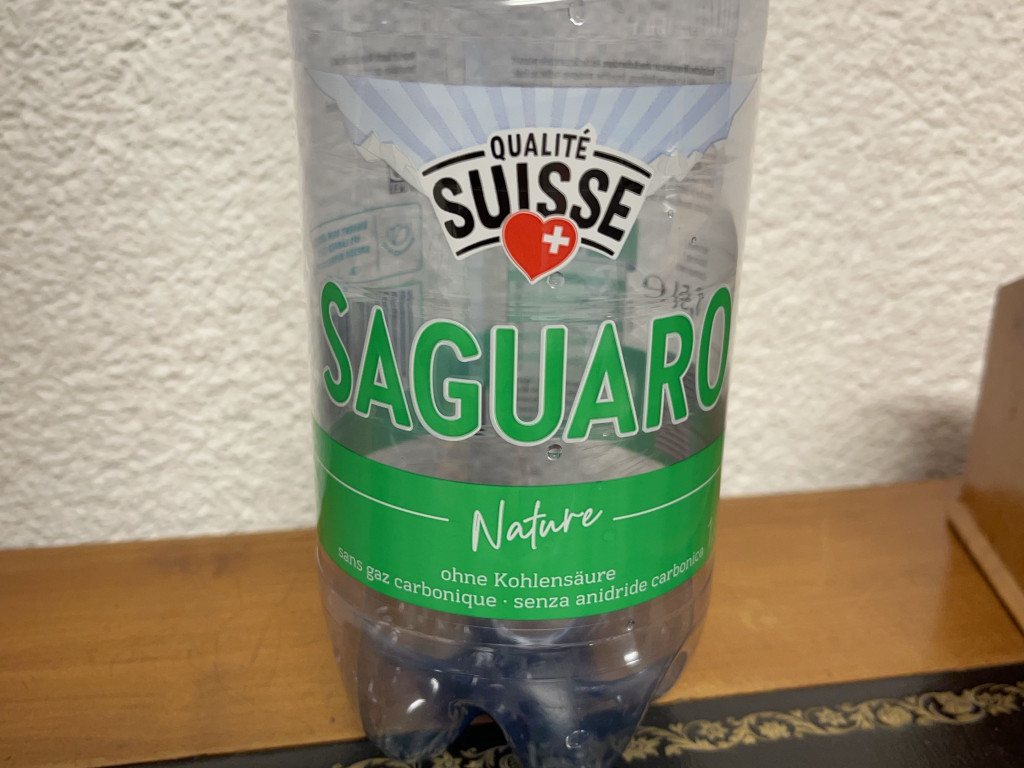 QUALITÉ
SUISSE
SAGUARO
Nature
ohne Kohlensäure
sans gaz carbonique · senza anidride carbonica